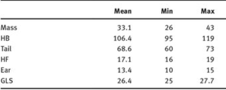 Mean Min Max
Mass 33.1 26 43
HB 106.4 95 119
Tail 68.6 60 73
HF 17.1 16 19
Ear 13.4 10 15
GLS 26.4 25 27.7